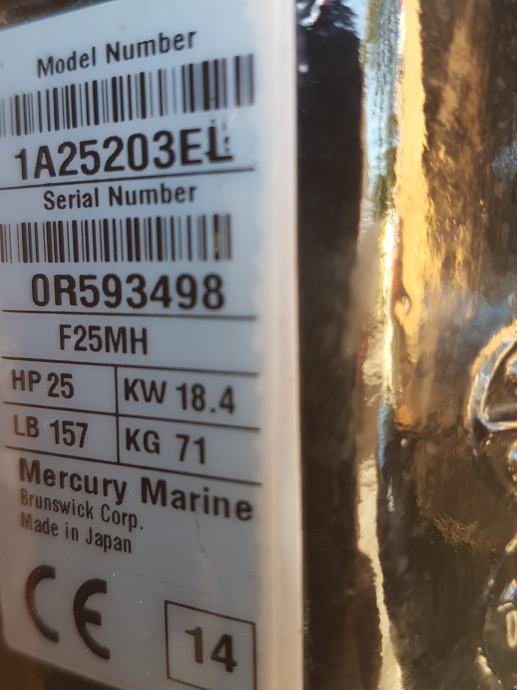 Model Number
1A25203EL
Serial Number
0R593498
F25MH
HP 25
KW 18.4
LB 157
KG 71
Mercury Marine
Brunswick Corp.
Made in Japan
CE
14